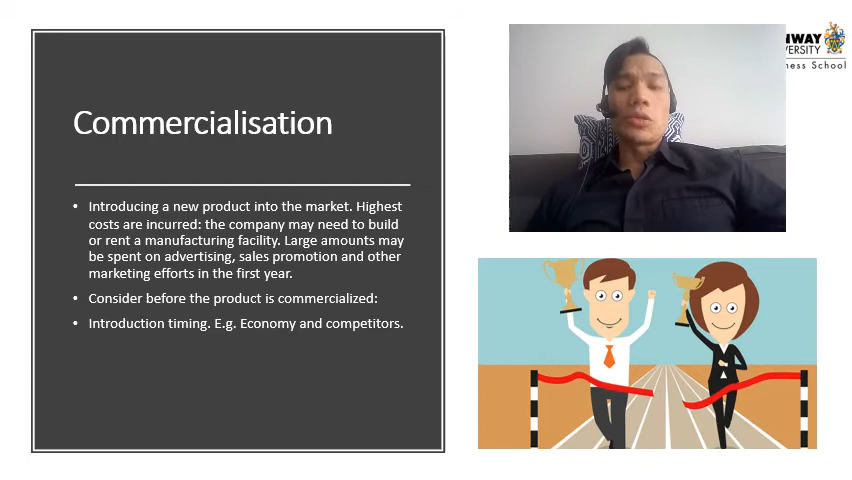 Commercialisation
• Introducing a new product into the market. Highest
costs are incurred: the company may need to build
or rent a manufacturing facility. Large amounts may
be spent on advertising, sales promotion and other
marketing efforts in the first year.
• Consider before the product is commercialized:
• Introduction timing. E.g. Economy and competitors.
NWAY
VERSITY
ness School